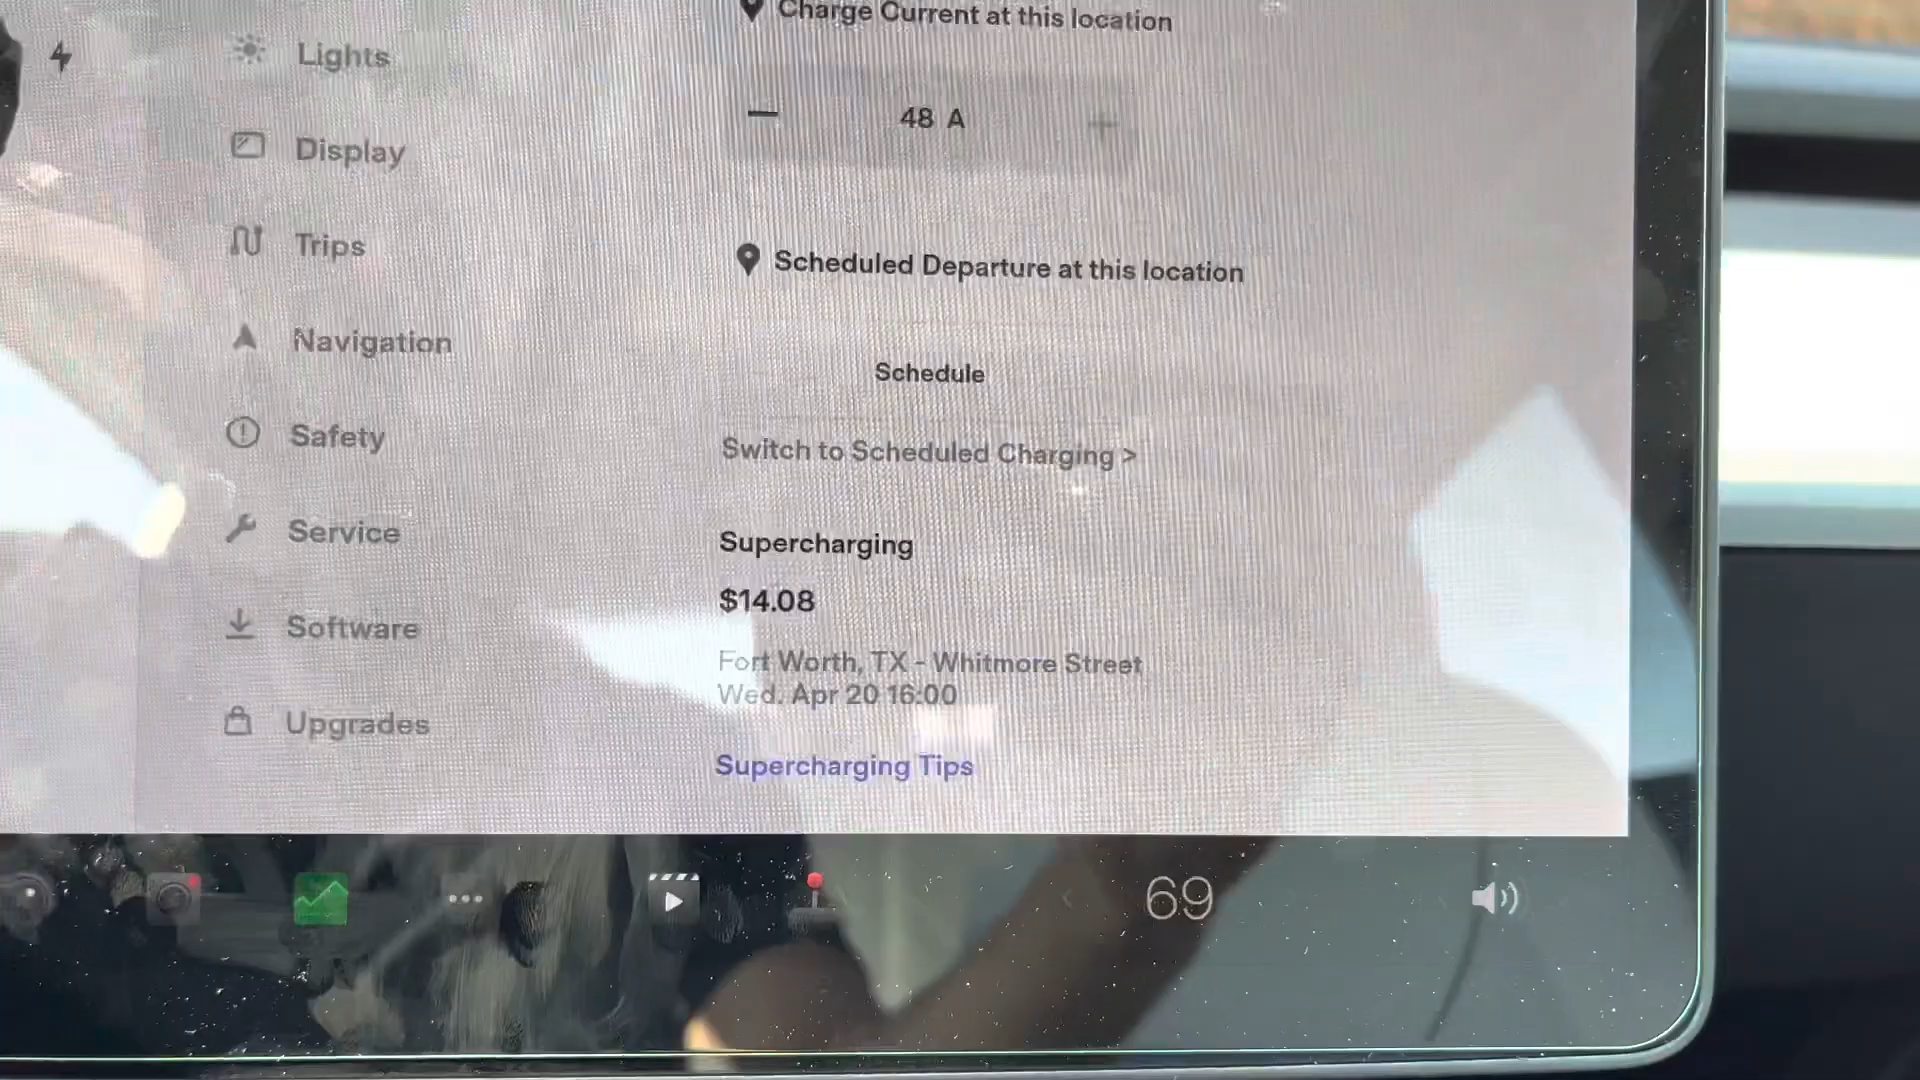 Lights
Display
Trips
Navigation
Safety
Service
Software
Upgrades
Charge Current at this location
48 A
Scheduled Departure at this location
Schedule
Switch to Scheduled Charging >
Supercharging
$14.08
Fort Worth, TX - Whitmore Street
Wed. Apr 20 16:00
Supercharging Tips
69